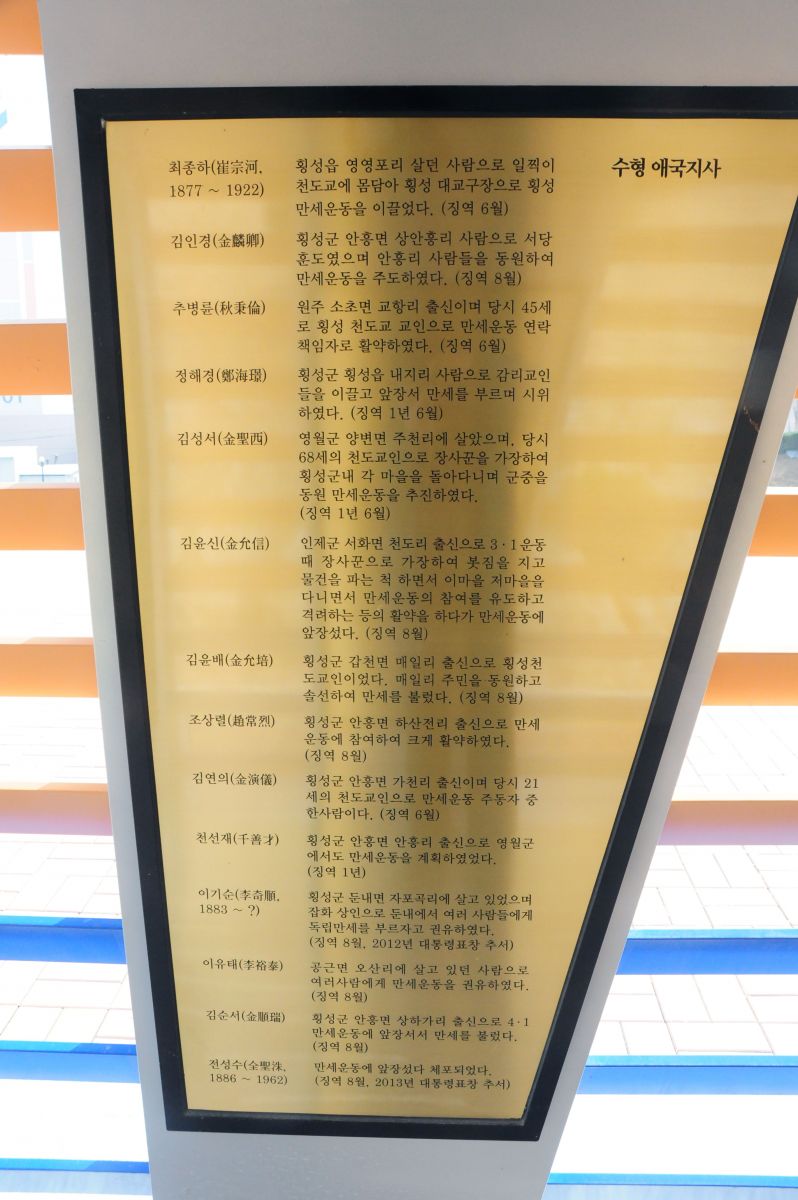 수형 애국지사
최종하(崔宗河,
1877 ~ 1922)
횡성읍 영영포리 살던 사람으로 일찍이
천도교에 몸담아 횡성 대교구장으로 횡성
만세운동을 이끌었다. (징역 6월)
김인경(金麟卿)
횡성군 안흥면 상안흥리 사람으로 서당
훈도였으며 안흥리 사람들을 동원하여
만세운동을 주도하였다. (징역 8월)
추병륜(秋秉倫)
원주 소초면 교항리 출신이며 당시 45세
로 횡성 천도교 교인으로 만세운동 연락
책임자로 활약하였다. (징역 6월)
정해경(鄭海璟)
횡성군 횡성읍 내지리 사람으로 감리교인
들을 이끌고 앞장서 만세를 부르며 시위
하였다. (징역 1년 6월)
김성서(金聖西)
영월군 양변면 주천리에 살았으며, 당시
68세의 천도교인으로 장사꾼을 가장하여
횡성군내 각 마을을 돌아다니며 군중을
동원 만세운동을 추진하였다.
(징역 1년 6월)
김윤신(金允信)
인제군 서화면 천도리 출신으로 3·1운동
때 장사꾼으로 가장하여 봇짐을 지고
물건을 파는 척 하면서 이마을 저마을을
다니면서 만세운동의 참여를 유도하고
격려하는 등의 활약을 하다가 만세운동에
앞장섰다. (징역 8월)
김윤배(金允培)
횡성군 갑천면 매일리 출신으로 횡성천
도교인이었다. 매일리 주민을 동원하고
솔선하여 만세를 불렀다. (징역 8월)
조상렬(趙常烈)
횡성군 안흥면 하산전리 출신으로 만세
운동에 참여하여 크게 활약하였다.
(징역 8월)
김연의(金演儀)
횡성군 안흥면 가천리 출신이며 당시 21
세의 천도교인으로 만세운동 주동자 중
한사람이다. (징역 6월)
천선재(千善才)
횡성군 안흥면 안흥리 출신으로 영월군
에서도 만세운동을 계획하였었다.
(징역 1년)
이기순(李奇順,
1883 ~ ?)
횡성군 둔내면 자포곡리에 살고 있었으며
잡화 상인으로 둔내에서 여러 사람들에게
독립만세를 부르자고 권유하였다.
(징역 8월, 2012년 대통령표창 추서)
이유태(李裕泰)
공근면 오산리에 살고 있던 사람으로
여러사람에게 만세운동을 권유하였다.
(징역 8월)
김순서(金順瑞)
횡성군 안흥면 상하가리 출신으로 4·1
만세운동에 앞장서서 만세를 불렀다.
(징역 8월)
전성수(全聖洙,
1886 ~ 1962)
만세운동에 앞장섰다 체포되었다.
(징역 8월, 2013년 대통령표창 추서)